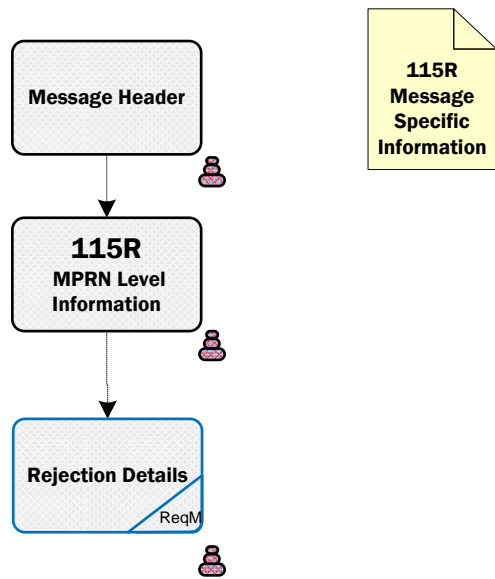 Message Header
115R
Message
Specific
Information
115R
MPRN Level
Information
Rejection Details
ReqM